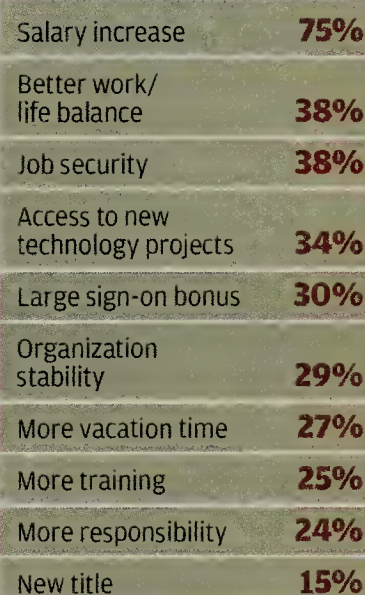 Salary increase 75%
Better work/
life balance 38%
Job security 38%
Access to new
technology projects 34%
Large sign-on bonus 30%
Organization
stability 29%
More vacation time 27%
More training 25%
More responsibility 24%
New title 15%